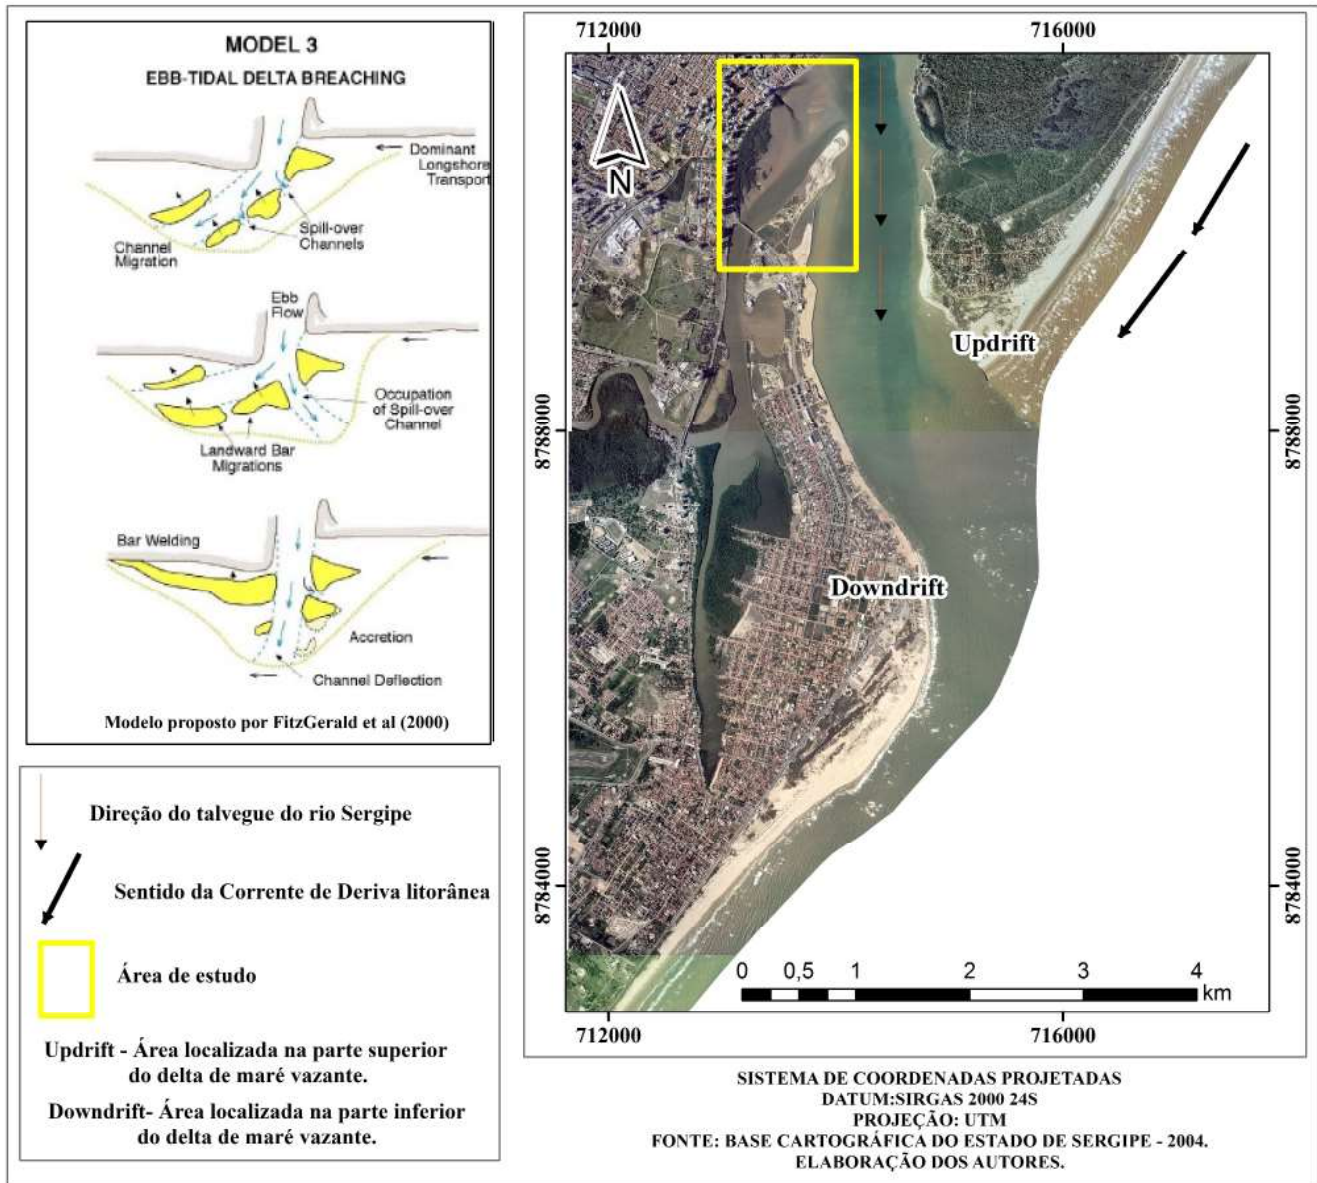 MODEL 3
EBB-TIDAL DELTA BREACHING
Dominant
Longshore
Transport
Spill-over
Channels
Channel
Migration
Ebb
Flow
Occupation
of Spill-over
Channel
Landward Bar
Migrations
Bar Welding
Accretion
Channel Deflection
Modelo proposto por FitzGerald et al (2000)
Direção do talvegue do rio Sergipe
Sentido da Corrente de Deriva litorânea
Área de estudo
Updrift - Área localizada na parte superior
do delta de maré vazante.
Downdrift- Área localizada na parte inferior
do delta de maré vazante.
712000
716000
N
Updrift
8788000
8788000
Downdrift
8784000
8784000
0 0,5 1 2 3 4
km
712000
716000
SISTEMA DE COORDENADAS PROJETADAS
DATUM:SIRGAS 2000 24S
PROJEÇÃO: UTM
FONTE: BASE CARTOGRÁFICA DO ESTADO DE SERGIPE - 2004.
ELABORAÇÃO DOS AUTORES.